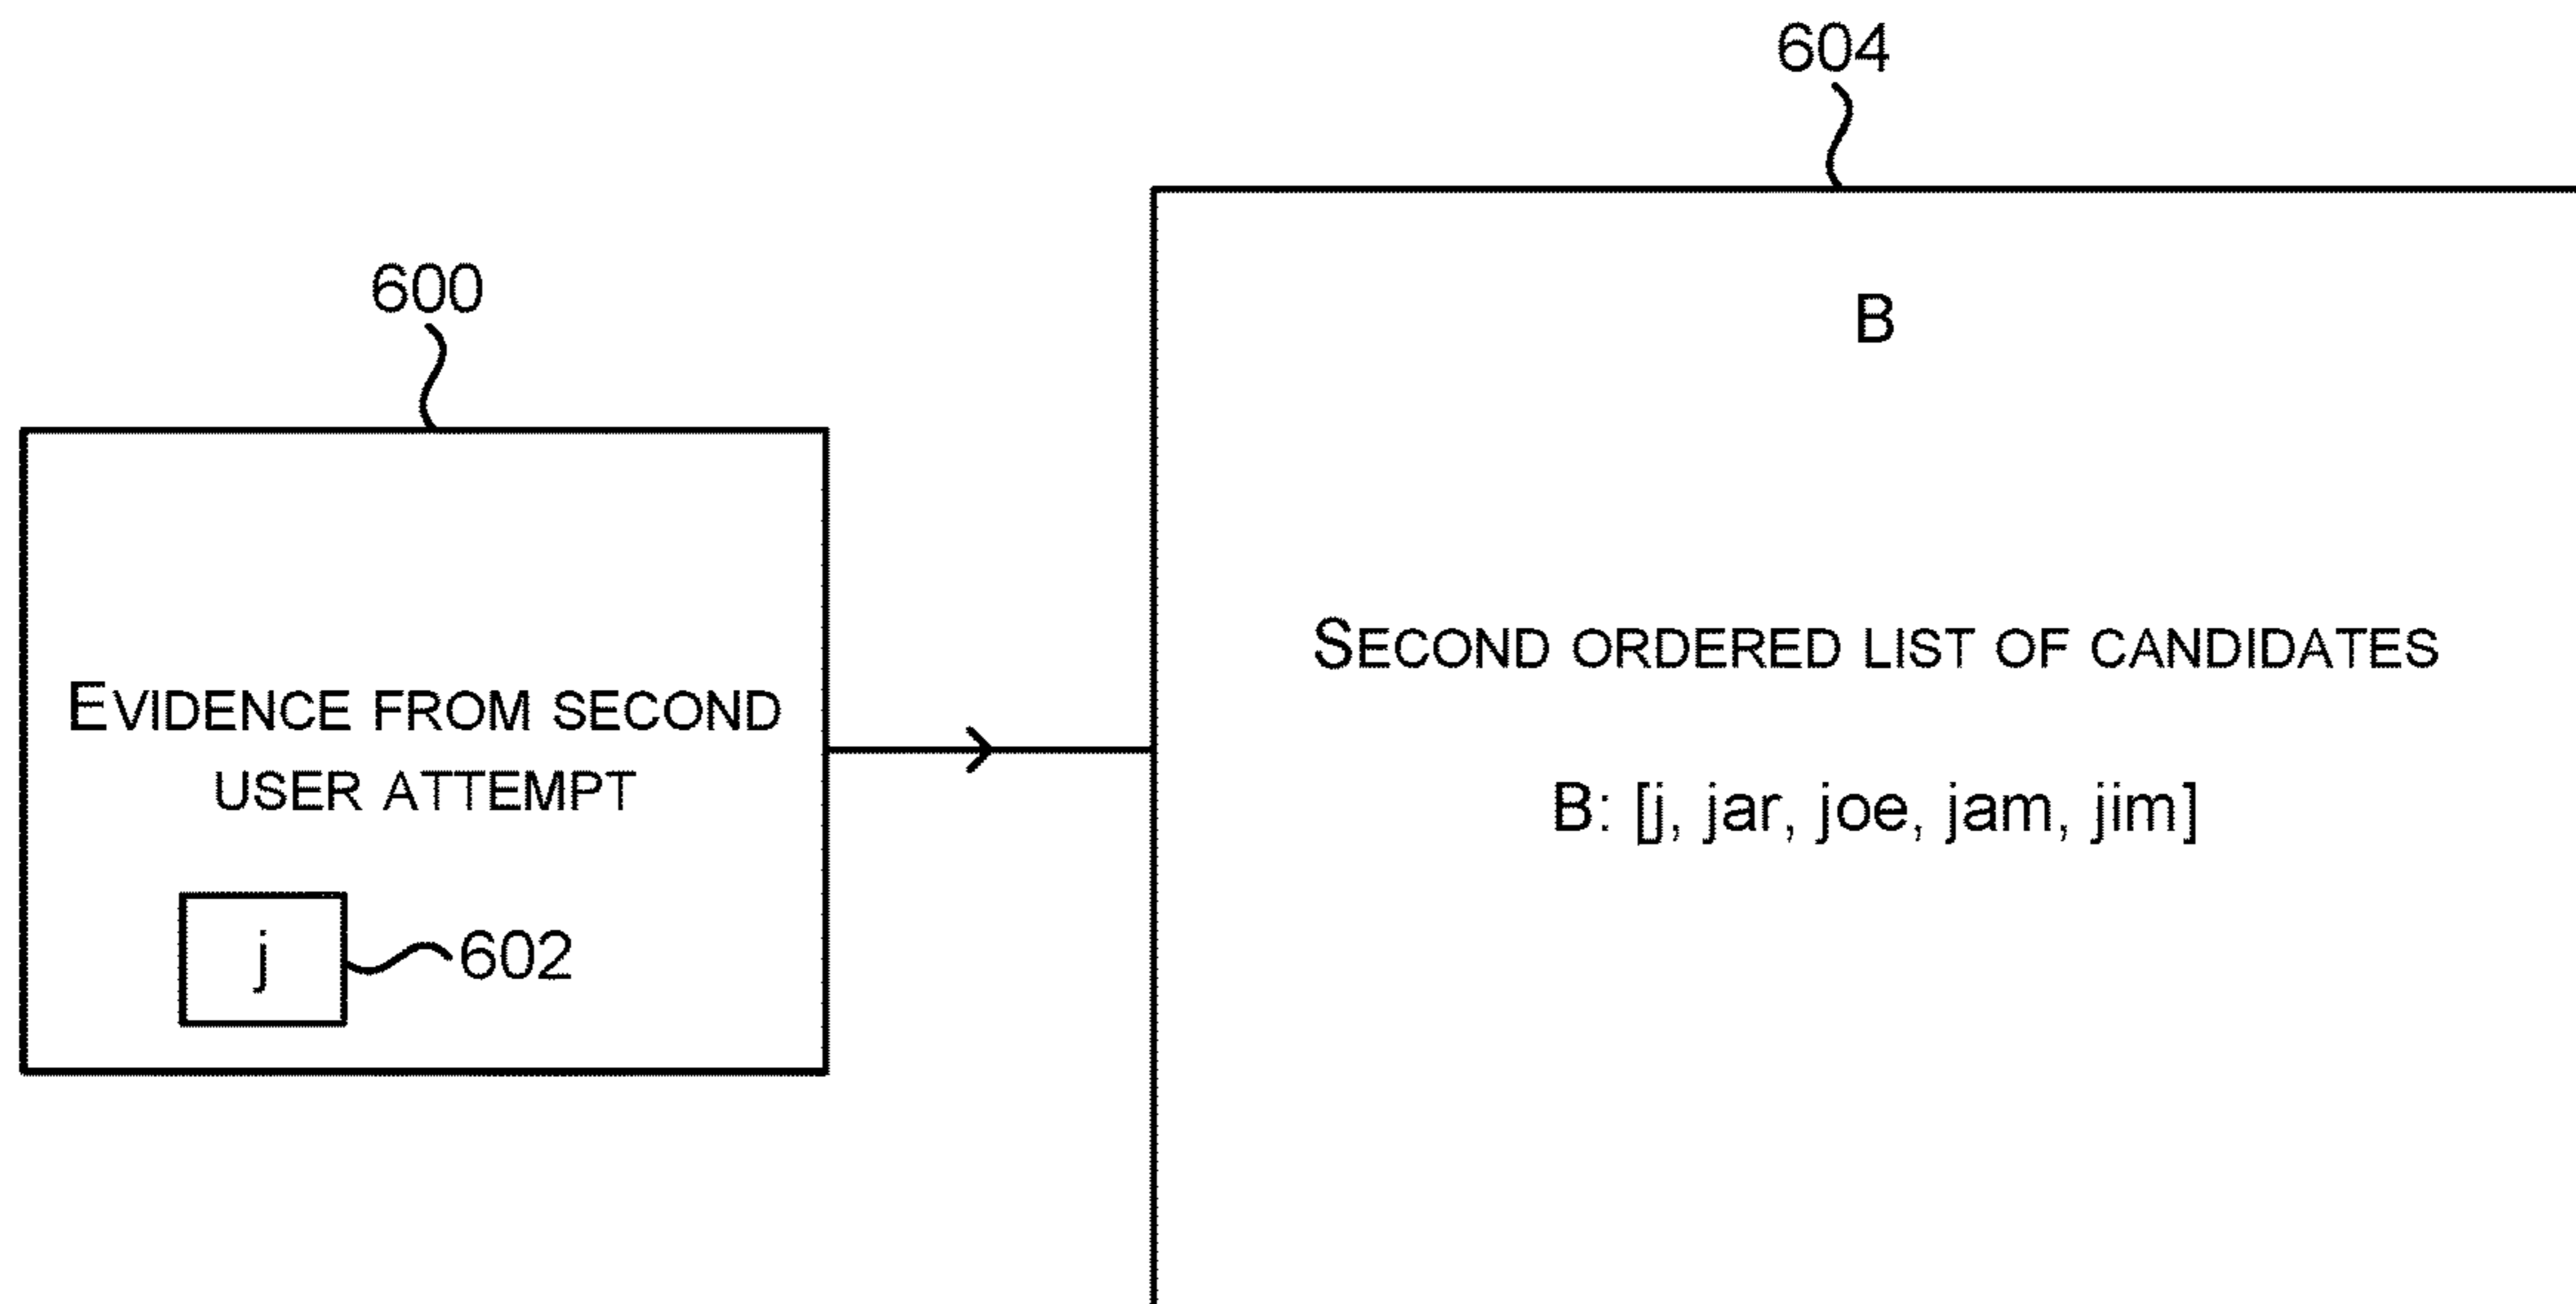 604
B
600
SECOND ORDERED LIST OF CANDIDATES
EVIDENCE FROM SECOND
USER ATTEMPT
B: [j, jar, joe, jam, jim]
j
602